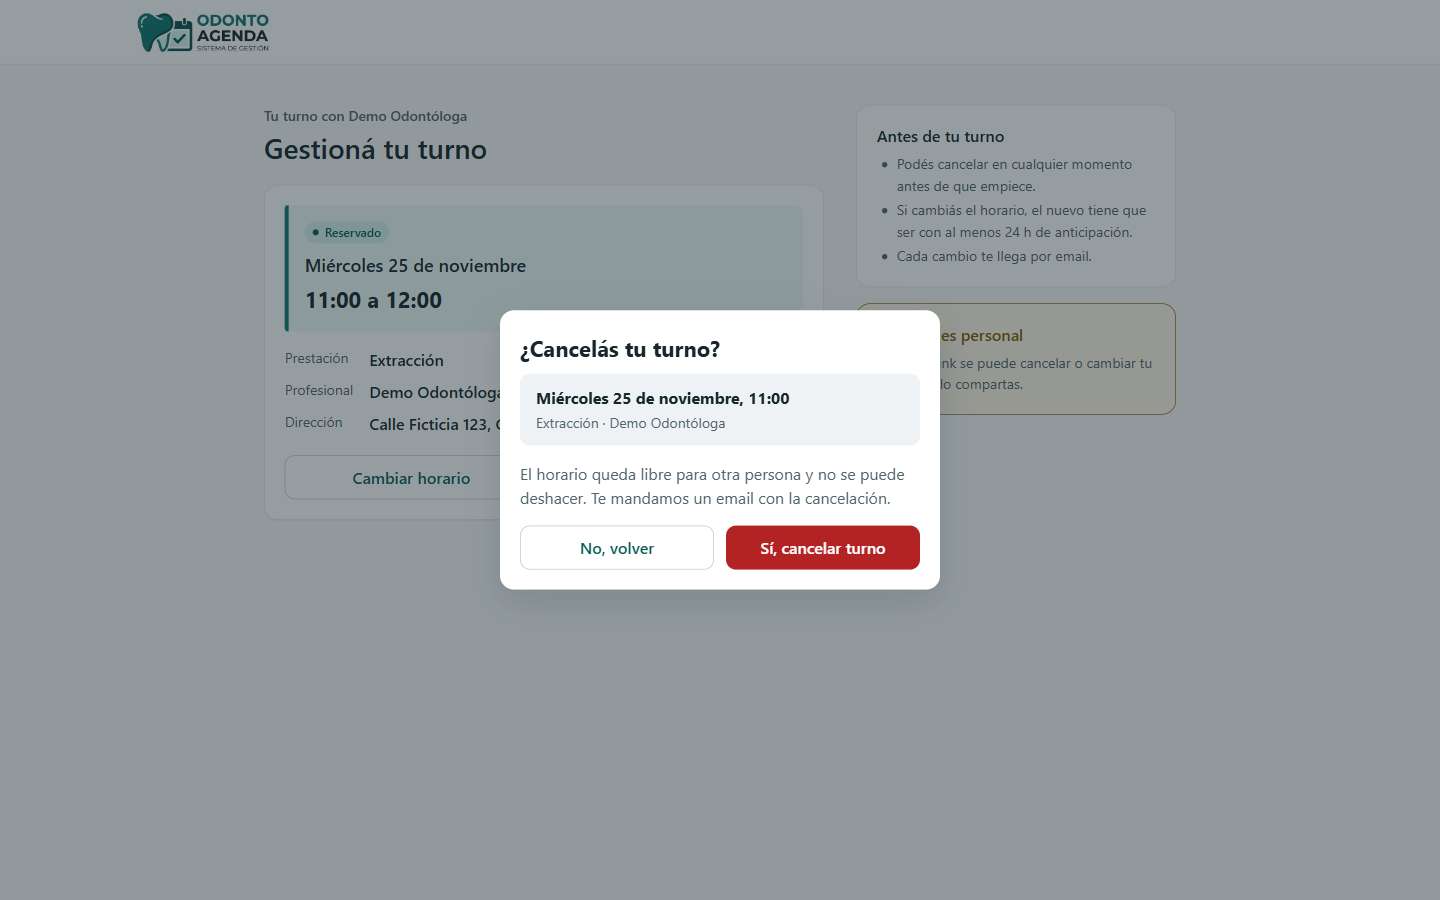 ODONTO
AGENDA
SISTEMA DE GESTIÓN
Tu turno con Demo Odontóloga
Gestioná tu turno
Reservado
Miércoles 25 de noviembre
11:00 a 12:00
Prestación Extracción
Profesional Demo Odontóloga
Dirección Calle Ficticia 123,
Cambiar horario
Antes de tu turno
Podés cancelar en cualquier momento
antes de que empiece.
Si cambiás el horario, el nuevo tiene que
ser con al menos 24 h de anticipación.
Cada cambio te llega por email.
es personal
se puede cancelar o cambiar tu
lo compartas.
¿Cancelás tu turno?
Miércoles 25 de noviembre, 11:00
Extracción · Demo Odontóloga
El horario queda libre para otra persona y no se puede
deshacer. Te mandamos un email con la cancelación.
No, volver
Sí, cancelar turno